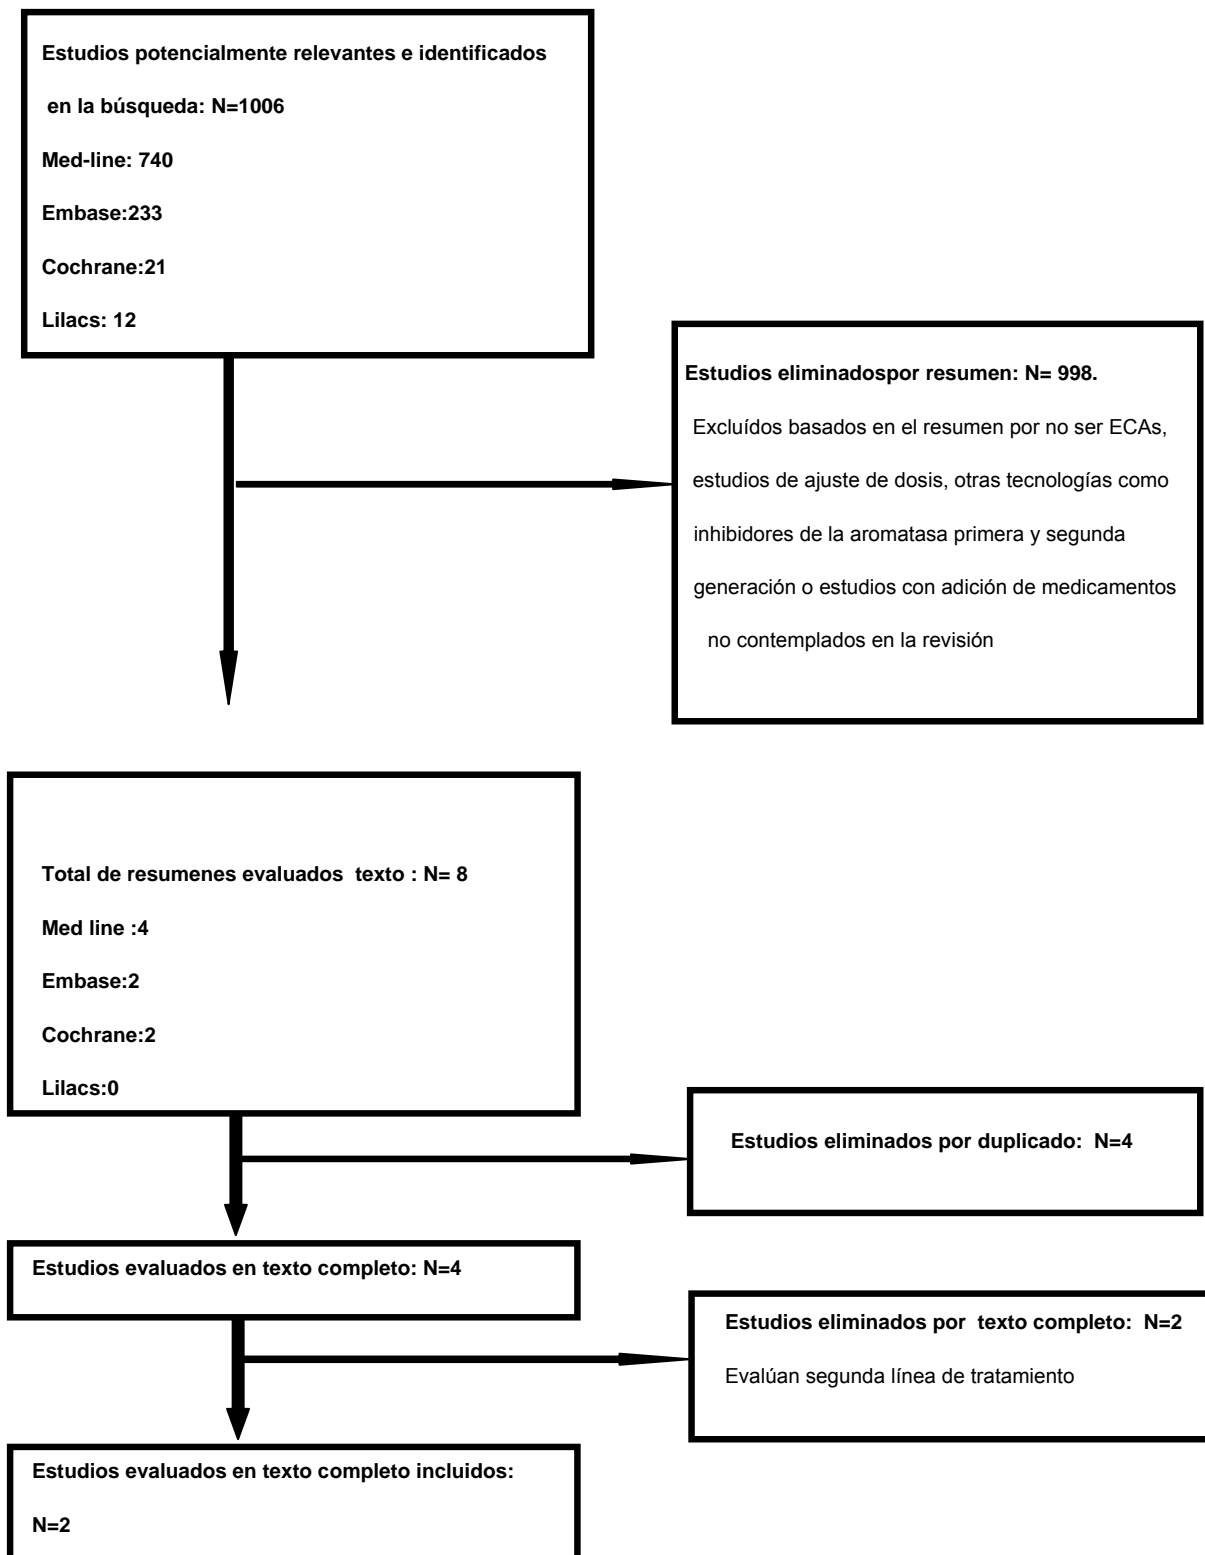 Estudios potencialmente relevantes e identificados
en la búsqueda: N=1006
Med-line: 740
Embase:233
Cochrane:21
Lilacs: 12
Estudios eliminadospor resumen: N= 998.
Excluídos basados en el resumen por no ser ECAs,
estudios de ajuste de dosis, otras tecnologías como
inhibidores de la aromatasa primera y segunda
generación o estudios con adición de medicamentos
no contemplados en la revisión
Total de resumenes evaluados texto : N= 8
Med line :4
Embase:2
Cochrane:2
Lilacs:0
Estudios eliminados por duplicado: N=4
Estudios evaluados en texto completo: N=4
Estudios eliminados por texto completo: N=2
Evalúan segunda línea de tratamiento
Estudios evaluados en texto completo incluidos:
N=2